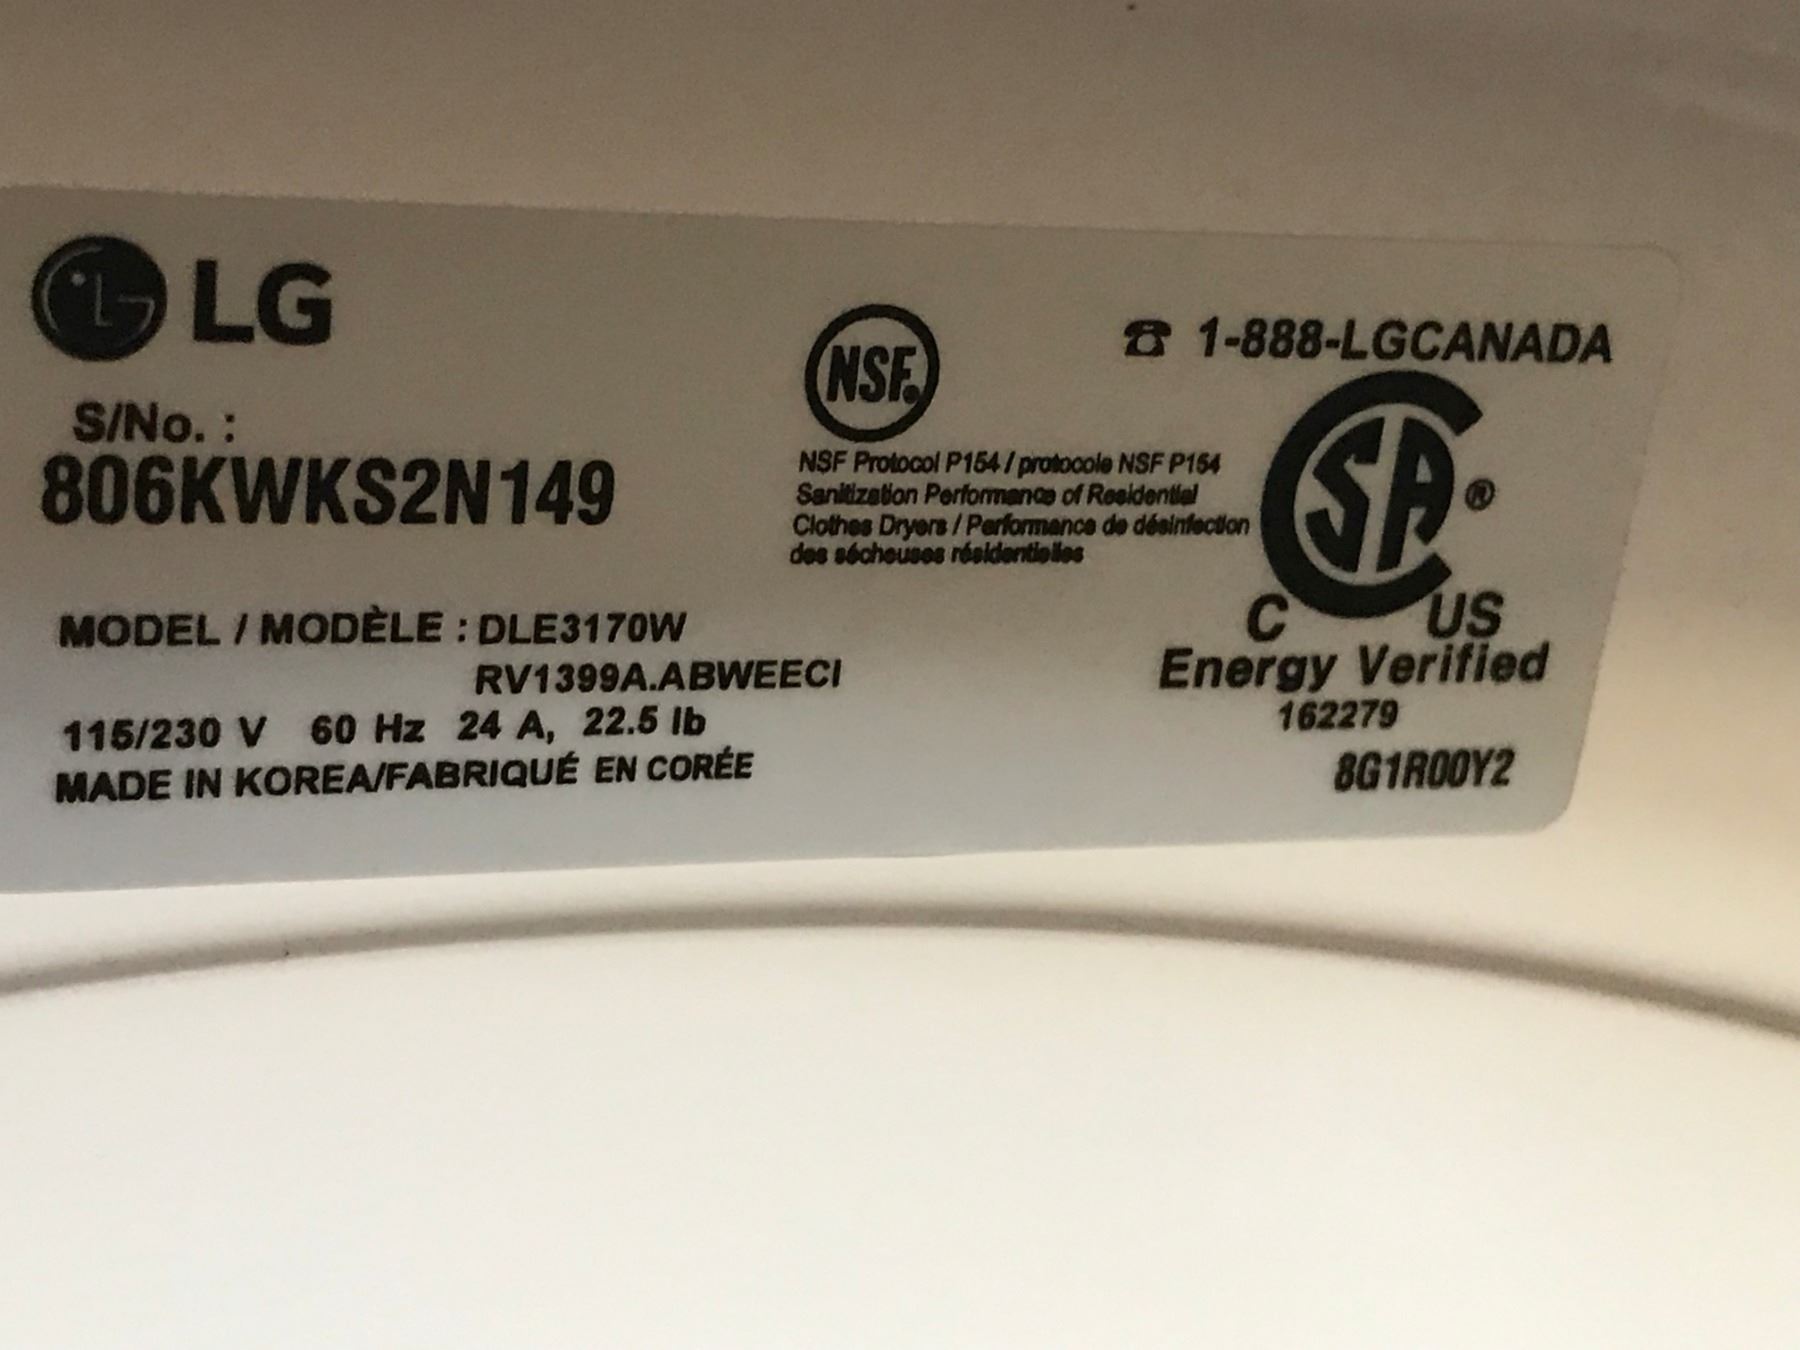 LG
S/No. :
806KWKS2N149
MODEL / MODÈLE : DLE3170W
RV1399A.ABWEECI
115/230 V 60 Hz 24 A, 22.5 lb
MADE IN KOREA/FABRIQUÉ EN CORÉE
NSF®
NSF Protocol P154 / protocole NSF P154
Sanitization Performance of Residential
Clothes Dryers / Performance de désinfection
des sécheuses résidentielles
☎ 1-888-LGCANADA
CSA®
C US
Energy Verified
162279
8G1R00Y2